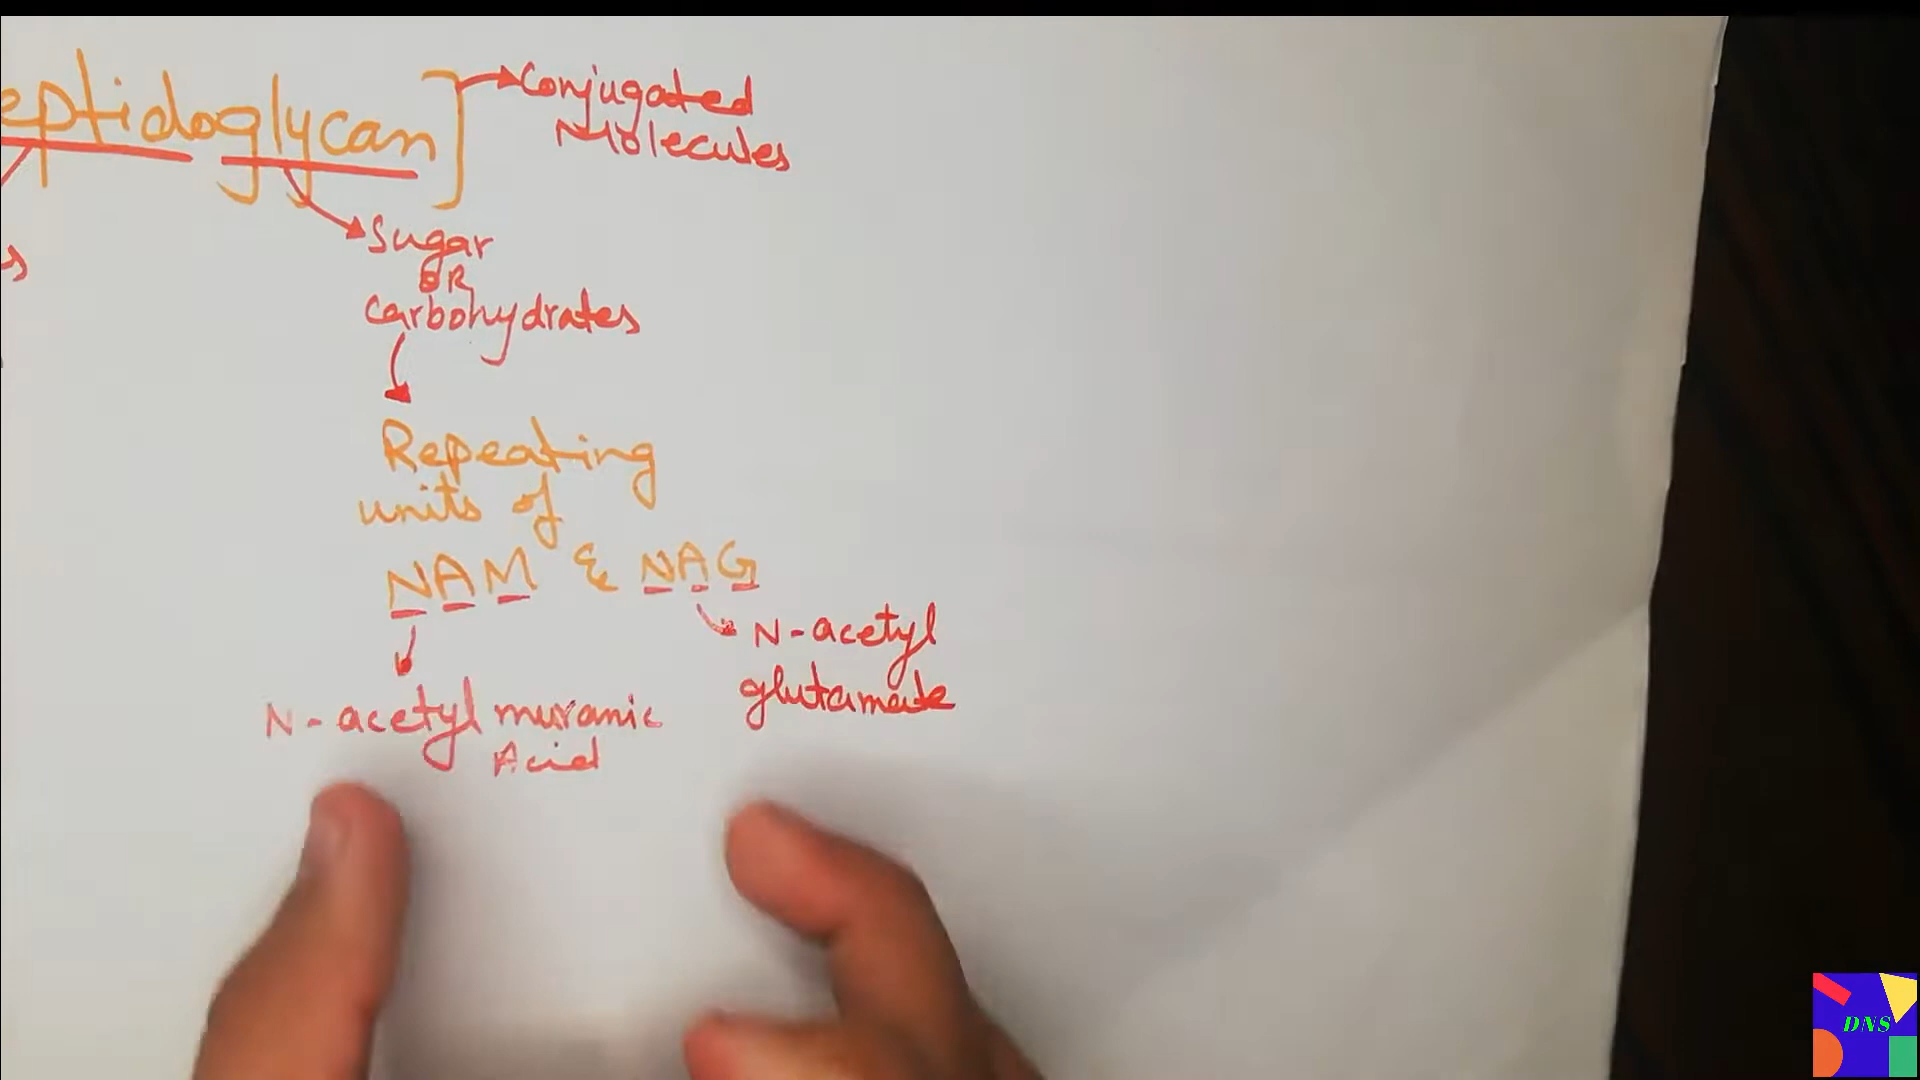 eptidoglycan
Conjugated
Molecules
Sugar
OR
carbohydrates
s
Repeating
units of
NAM & NAG
N-acetyl
glutamate
N-acetyl muramic
Acid
DNS